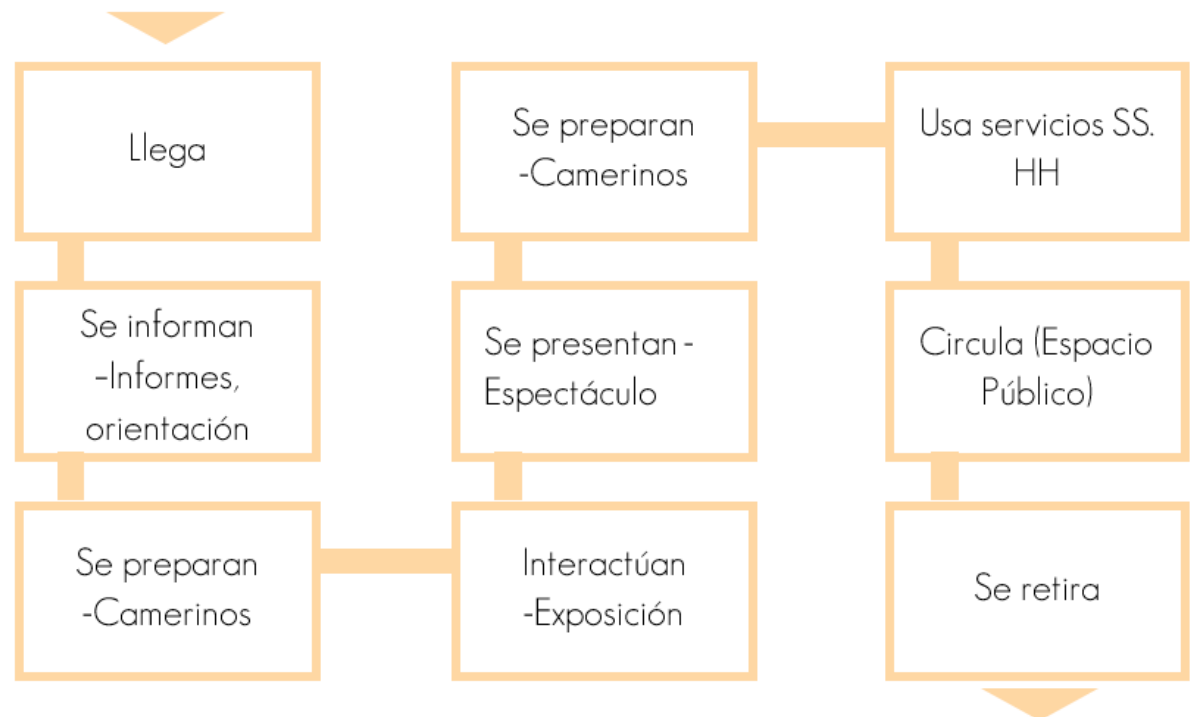 Llega
Se informan
-Informes,
orientación
Se preparan
-Camerinos
Interactúan
-Exposición
Se presentan -
Espectáculo
Se preparan
-Camerinos
Usa servicios SS.
HH
Circula (Espacio
Público)
Se retira